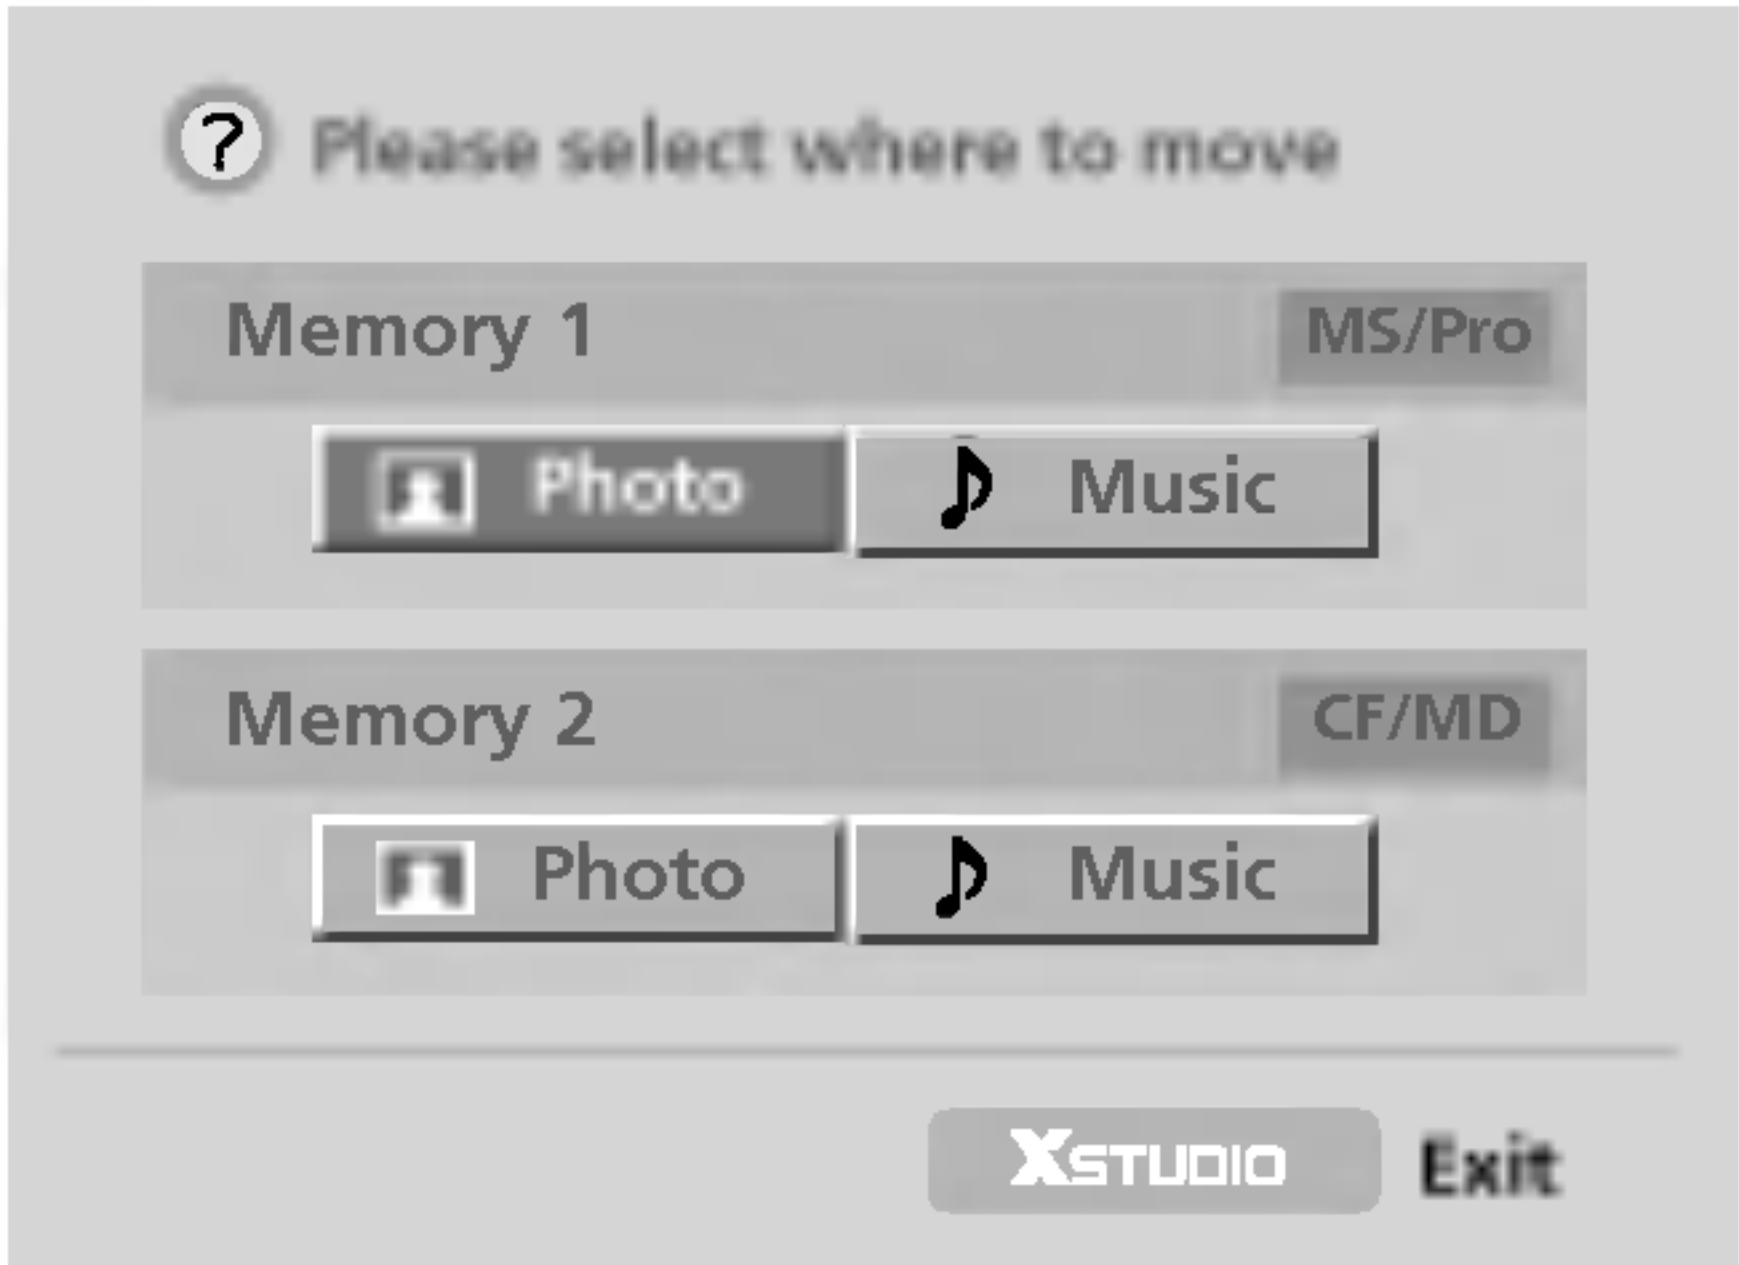 ? Please select where to move
Memory 1 MS/Pro
Photo Music
Memory 2 CF/MD
Photo Music
XSTUDIO Exit